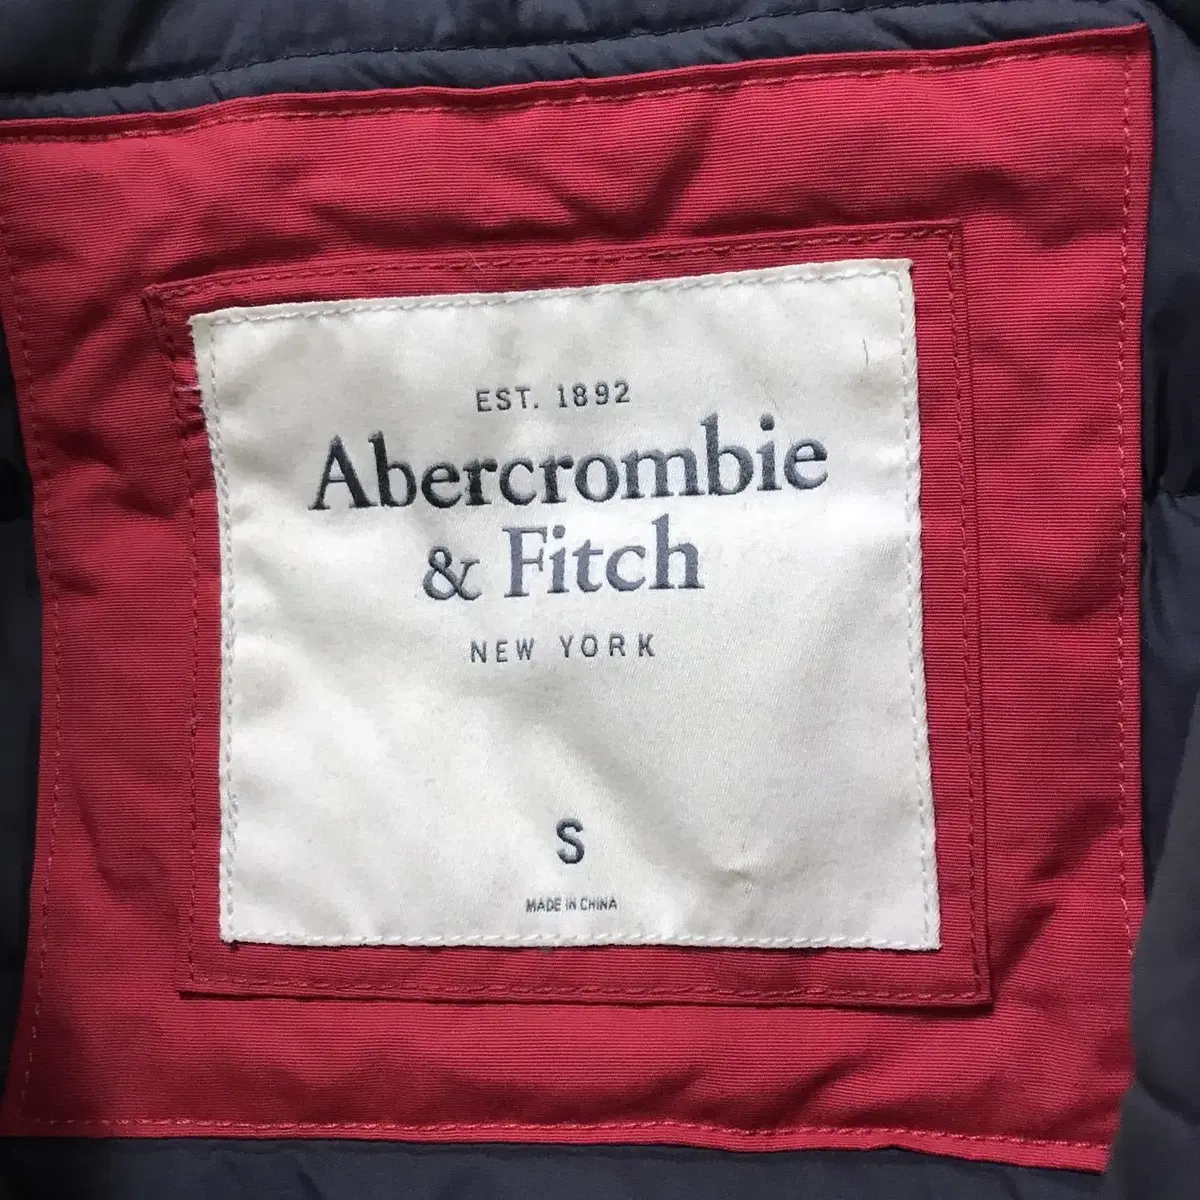 EST. 1892
Abercrombie
& Fitch
NEW YORK
S
MADE IN CHINA